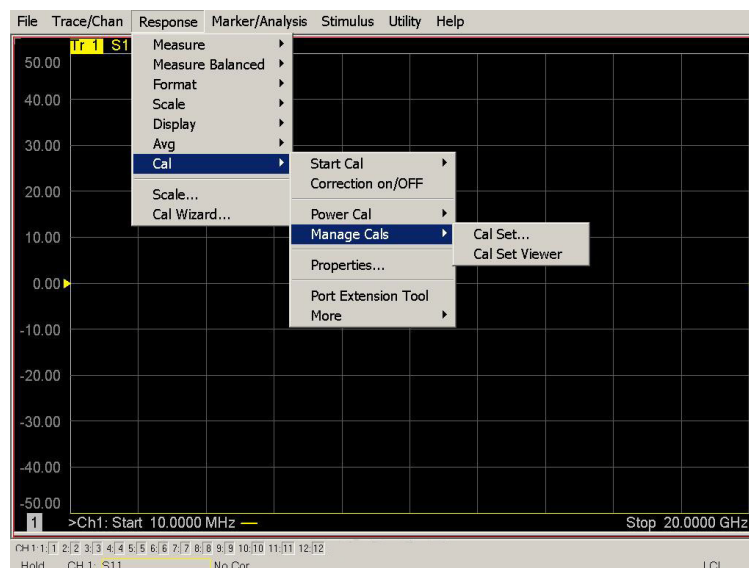 File Trace/Chan Response Marker/Analysis Stimulus Utility Help
Tr 1 S1
Measure
Measure Balanced
Format
Scale
Display
Avg
Cal
Scale...
Cal Wizard...
Start Cal
Correction on/OFF
Power Cal
Manage Cals
Properties...
Port Extension Tool
More
Cal Set...
Cal Set Viewer
50.00
40.00
30.00
20.00
10.00
0.00
-10.00
-20.00
-30.00
-40.00
-50.00
1 >Ch1: Start 10.0000 MHz Stop 20.0000 GHz
CH 1: 1 2: 2 3: 3 4: 4 5: 5 6: 6 7: 7 8: 8 9: 9 10: 10 11: 11 12: 12
Hold CH 1: S11 No Cor LCL